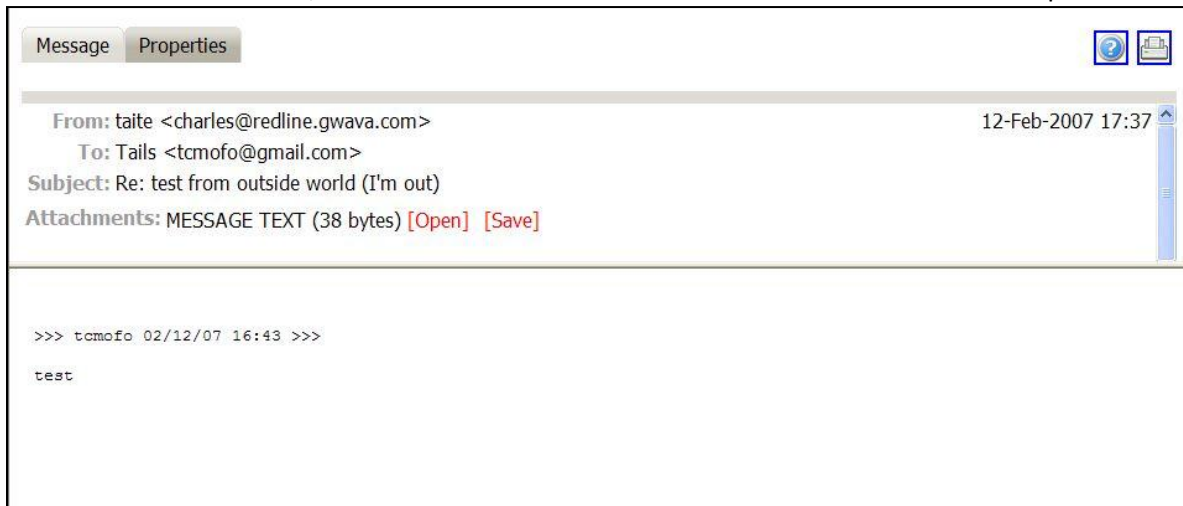 Message Properties
From: taite <charles@redline.gwava.com> 12-Feb-2007 17:37
To: Tails <tcmofo@gmail.com>
Subject: Re: test from outside world (I'm out)
Attachments: MESSAGE TEXT (38 bytes) [Open] [Save]
>>> tcmofo 02/12/07 16:43 >>>
test